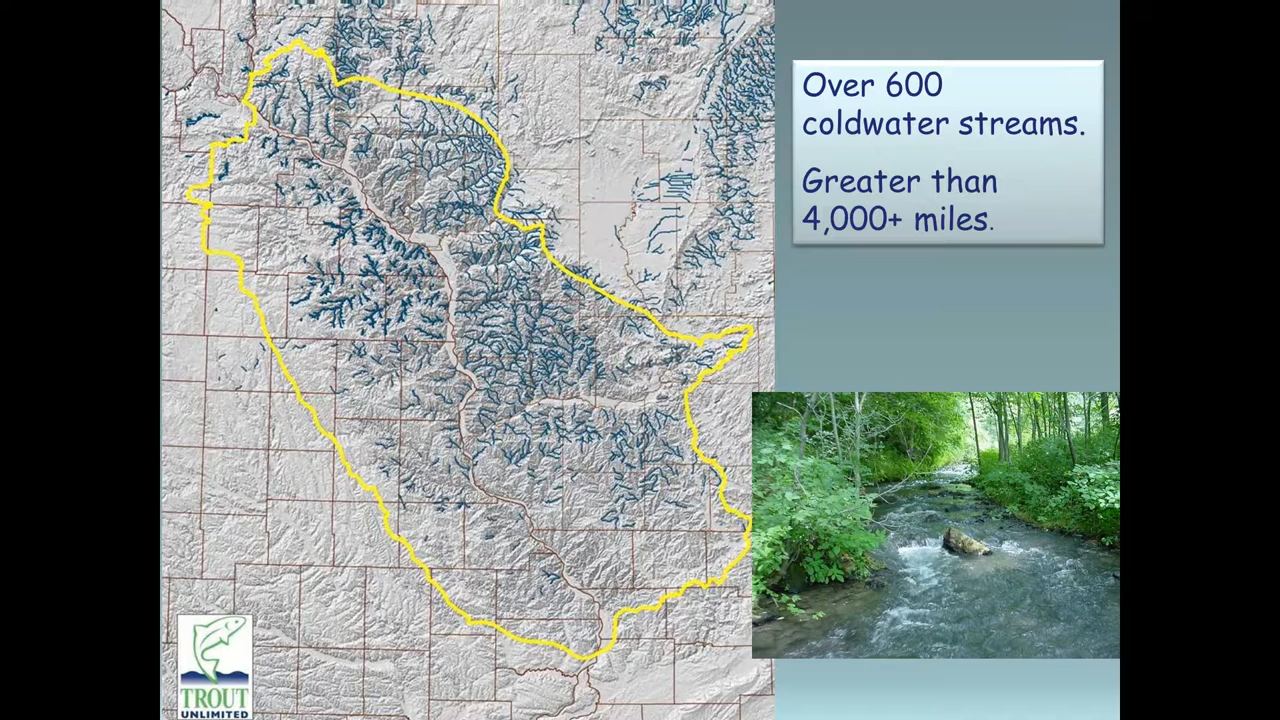 Over 600
coldwater streams.
Greater than
4,000+ miles.
TROUT
UNLIMITED